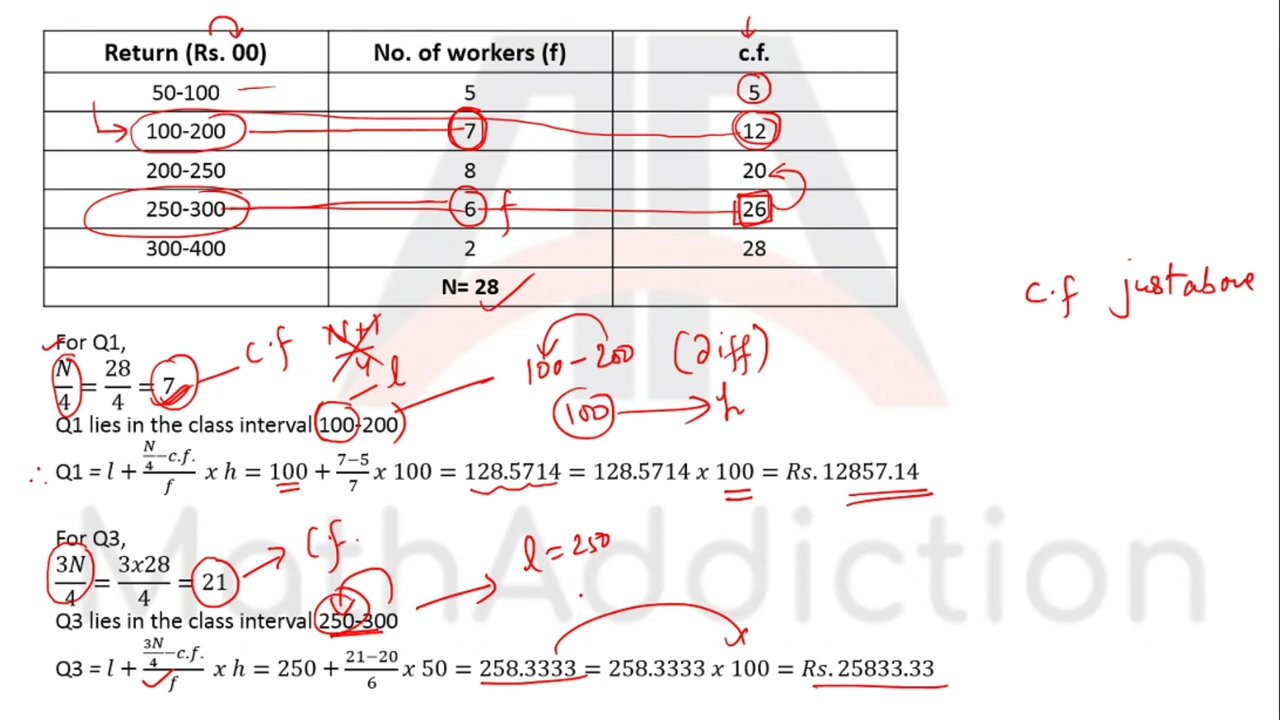 Return (Rs. 00) No. of workers (f) c.f.
50-100 5 5
100-200 7 12
200-250 8 20
250-300 6 f 26
300-400 2 28
N= 28
c.f just above
For Q1,
N/4 = 28/4 = 7 c.f N+1/4 l
100-200 (Diff)
100 h
Q1 lies in the class interval 100-200
∴ Q1 = l + (N/4 − c.f.)/f x h = 100 + (7−5)/7 x 100 = 128.5714 = 128.5714 x 100 = Rs. 12857.14
For Q3,
3N/4 = 3x28/4 = 21 Cf.
l = 250
Q3 lies in the class interval 250-300
Q3 = l + (3N/4 − c.f.)/f x h = 250 + (21−20)/6 x 50 = 258.3333 = 258.3333 x 100 = Rs. 25833.33
MathAddiction